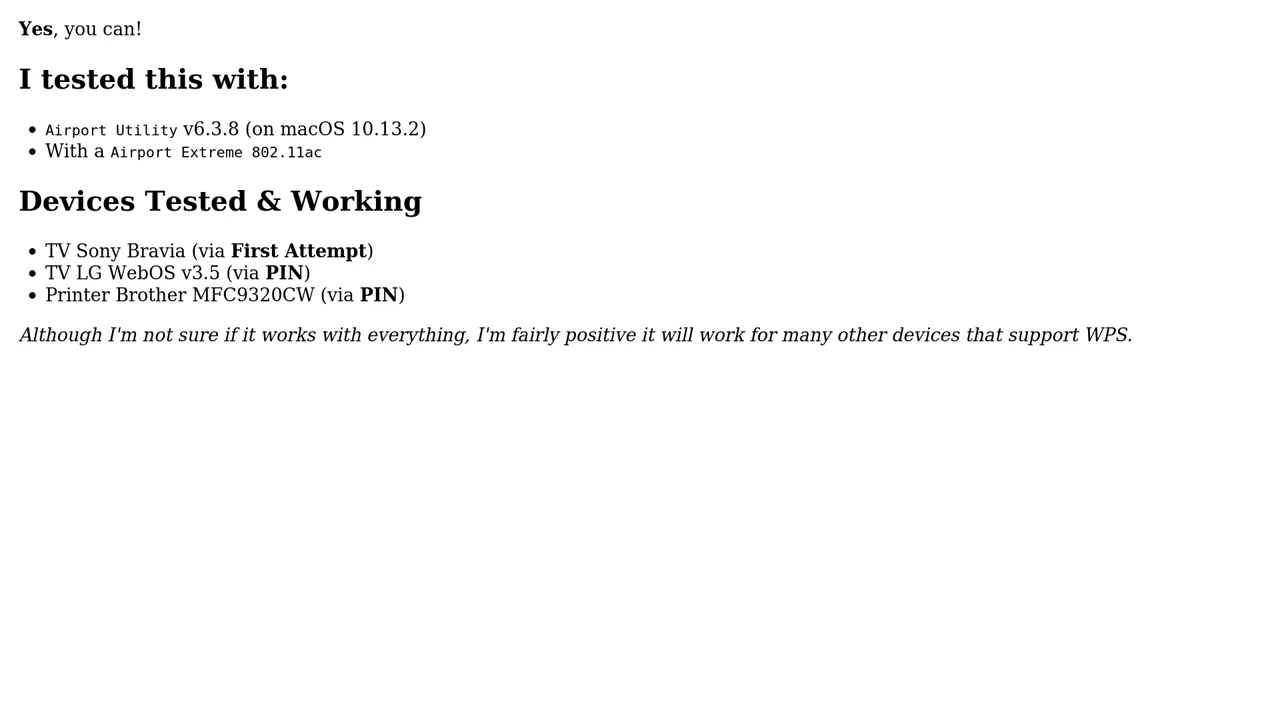 Yes, you can!
I tested this with:
• Airport Utility v6.3.8 (on macOS 10.13.2)
• With a Airport Extreme 802.11ac
Devices Tested & Working
• TV Sony Bravia (via First Attempt)
• TV LG WebOS v3.5 (via PIN)
• Printer Brother MFC9320CW (via PIN)
Although I'm not sure if it works with everything, I'm fairly positive it will work for many other devices that support WPS.